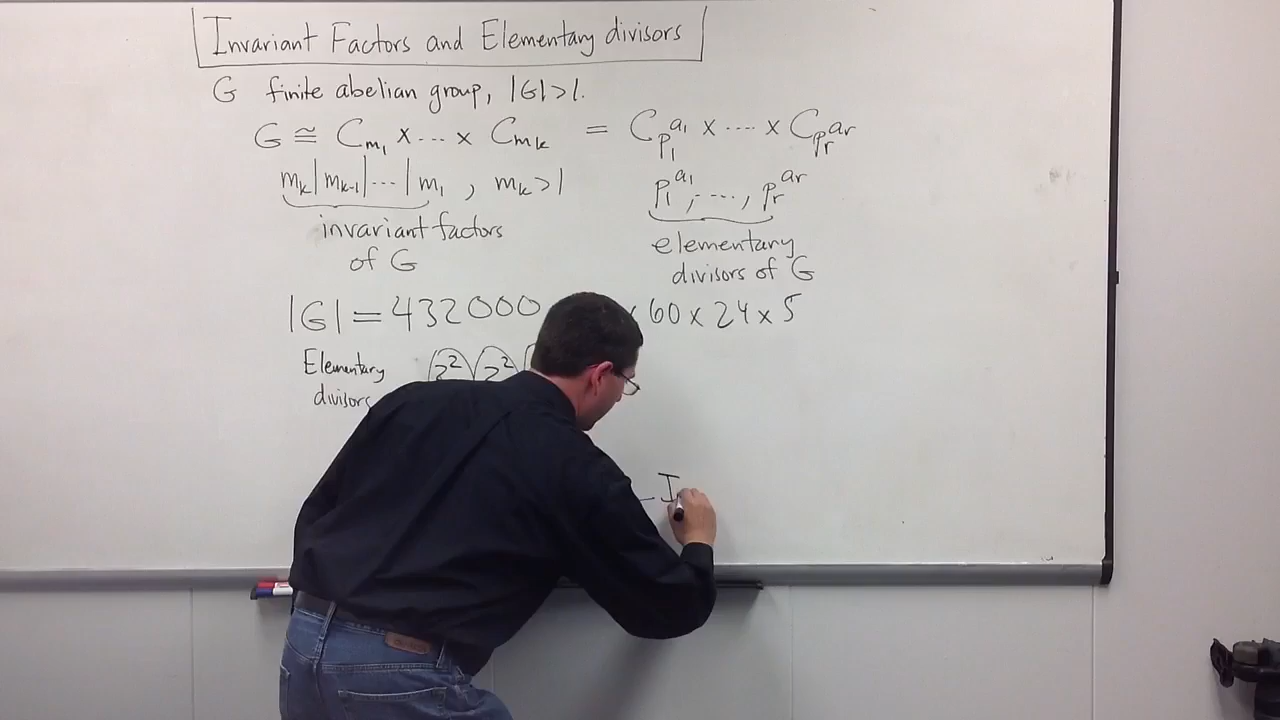 Invariant Factors and Elementary divisors
G finite abelian group, |G|>1.
G ≅ C_{m_1} × ... × C_{m_k} = C_{p_1^{a_1}} × .... × C_{p_r^{a_r}}
m_k | m_{k-1} | ... | m_1 , m_k > 1 p_1^{a_1}, ...., p_r^{a_r}
invariant factors elementary
of G divisors of G
|G| = 432000 × 60 × 24 × 5
Elementary 2^2 2^2
divisors